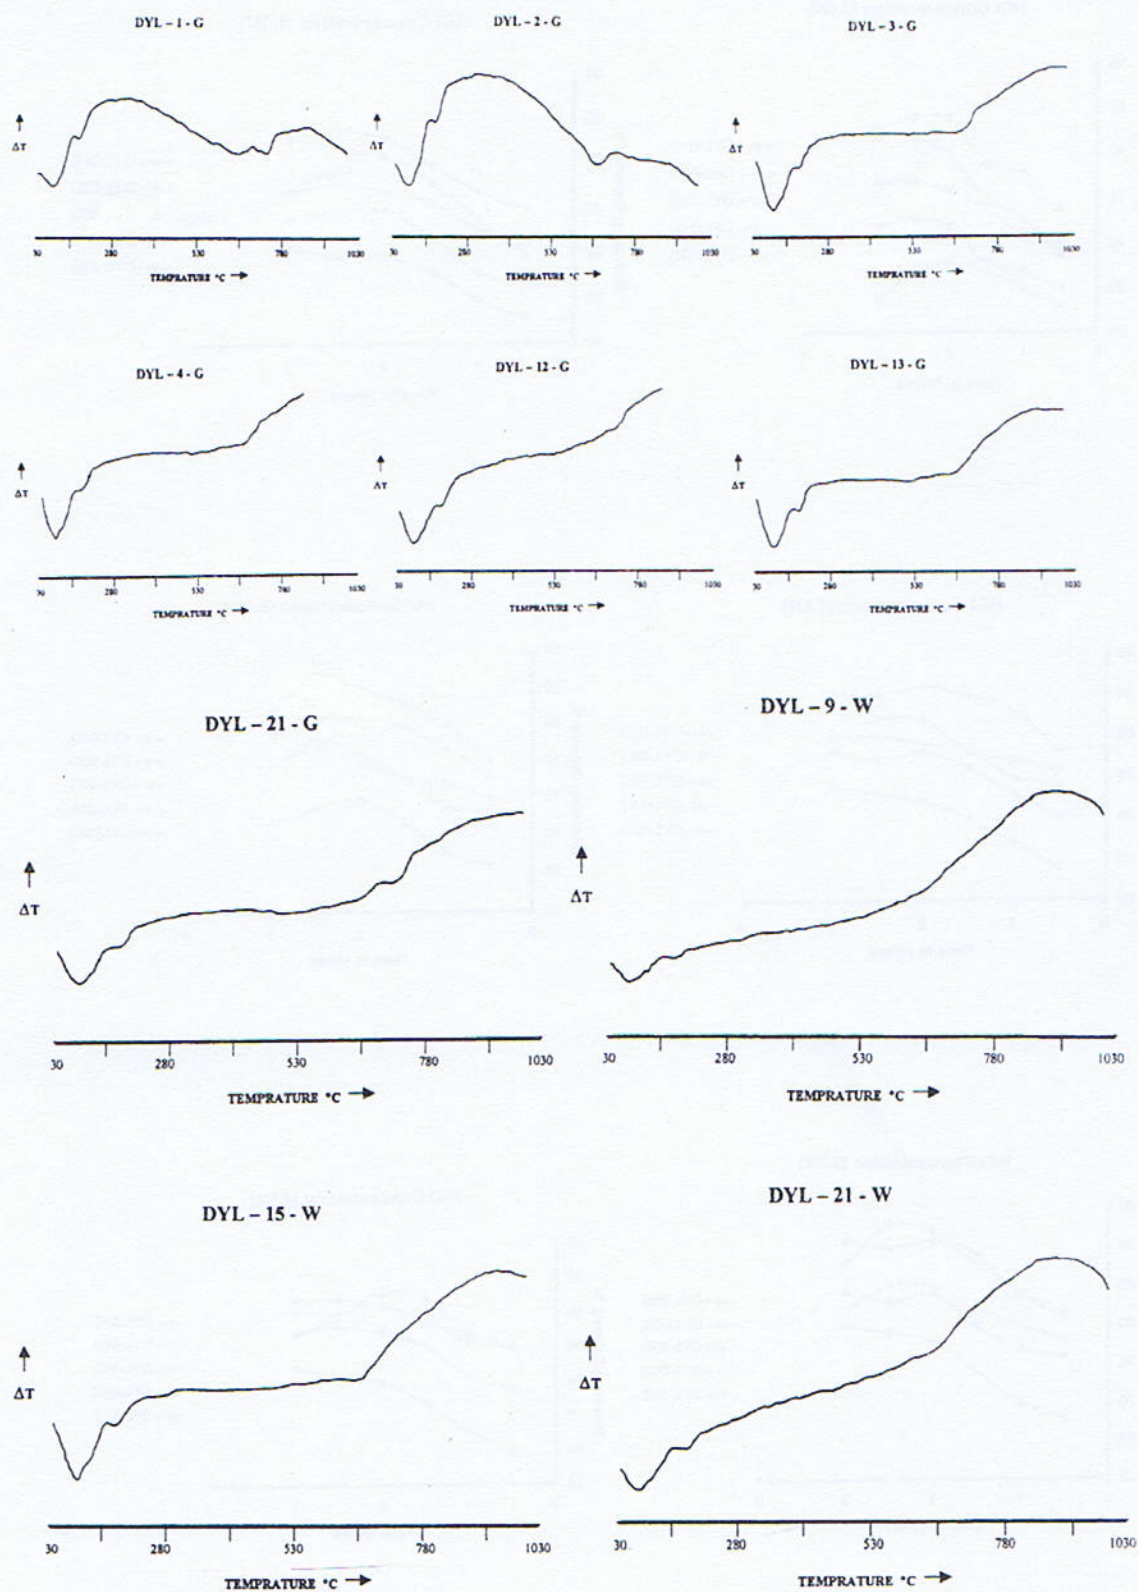 DYL – 1 - G
DYL – 2 - G
DYL – 3 - G
ΔT
ΔT
ΔT
30 280 530 780 1030
30 280 530 780 1030
30 280 530 780 1030
TEMPRATURE °C
TEMPRATURE °C
TEMPRATURE °C
DYL – 4 - G
DYL – 12 - G
DYL – 13 - G
ΔT
ΔT
ΔT
30 280 530 780 1030
30 280 530 780 1030
30 280 530 780 1030
TEMPRATURE °C
TEMPRATURE °C
TEMPRATURE °C
DYL – 21 - G
DYL – 9 - W
ΔT
ΔT
30 280 530 780 1030
30 280 530 780 1030
TEMPRATURE °C
TEMPRATURE °C
DYL – 15 - W
DYL – 21 - W
ΔT
ΔT
30 280 530 780 1030
30 280 530 780 1030
TEMPRATURE °C
TEMPRATURE °C